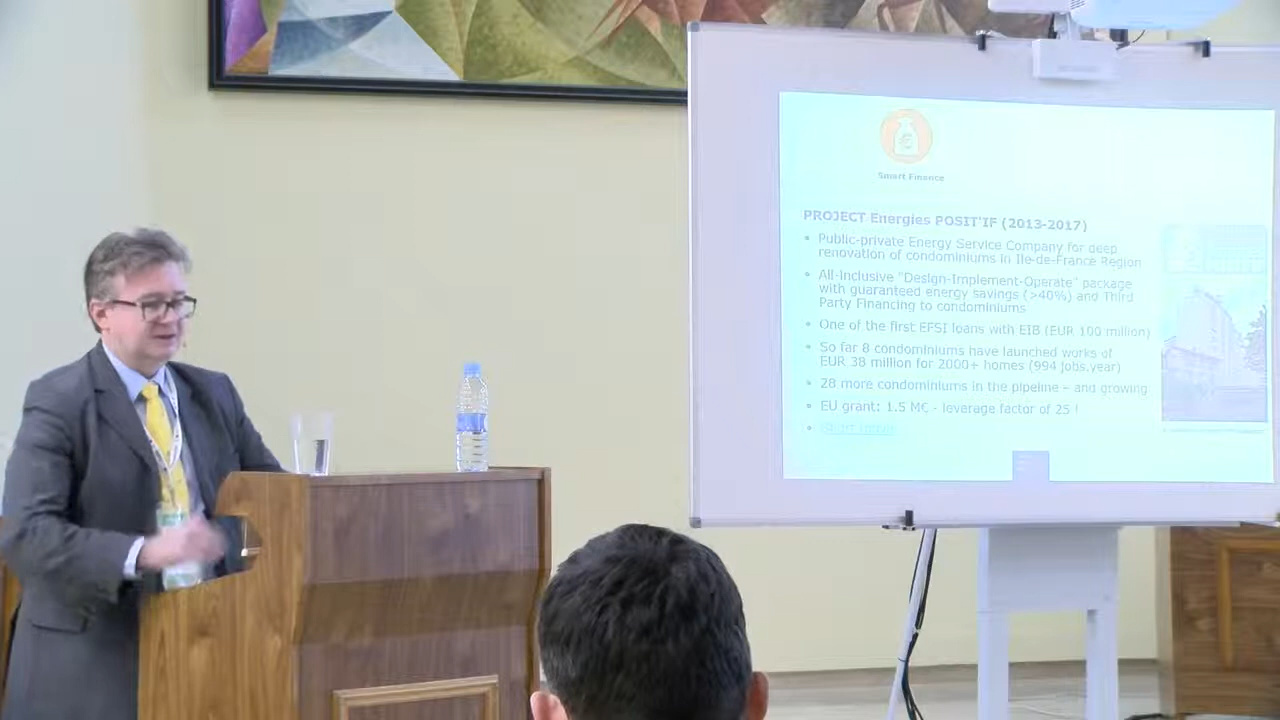 Smart Finance
PROJECT Energies POSIT'IF (2013-2017)
• Public-private Energy Service Company for deep
renovation of condominiums in Ile-de-France Region
• All-inclusive "Design-Implement-Operate" package
with guaranteed energy savings (>40%) and Third
Party Financing to condominiums
• One of the first EFSI loans with EIB (EUR 100 million)
• So far 8 condominiums have launched works of
EUR 38 million for 2000+ homes (994 jobs.year)
• 28 more condominiums in the pipeline – and growing
• EU grant: 1.5 M€ - leverage factor of 25 !